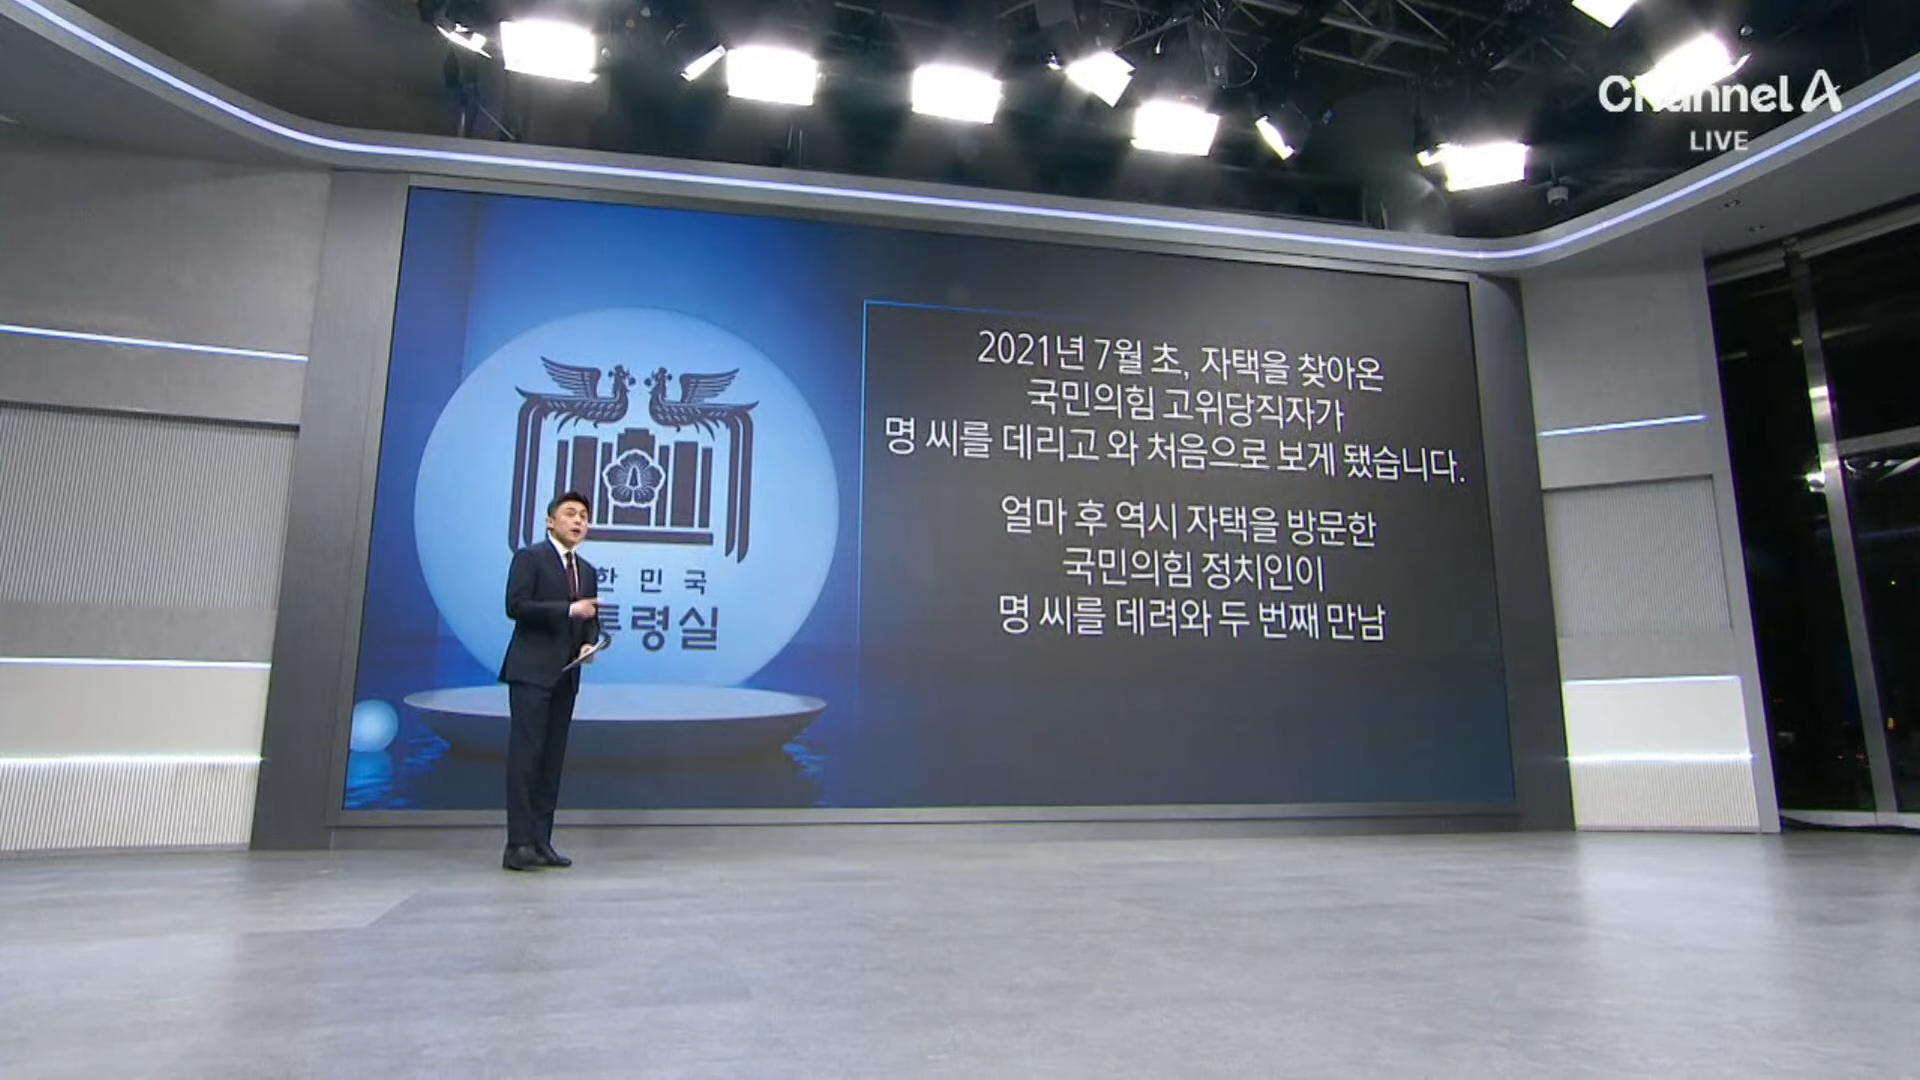 Channel A
LIVE
2021년 7월 초, 자택을 찾아온
국민의힘 고위당직자가
명 씨를 데리고 와 처음으로 보게 됐습니다.
얼마 후 역시 자택을 방문한
국민의힘 정치인이
명 씨를 데려와 두 번째 만남
한민국
통령실